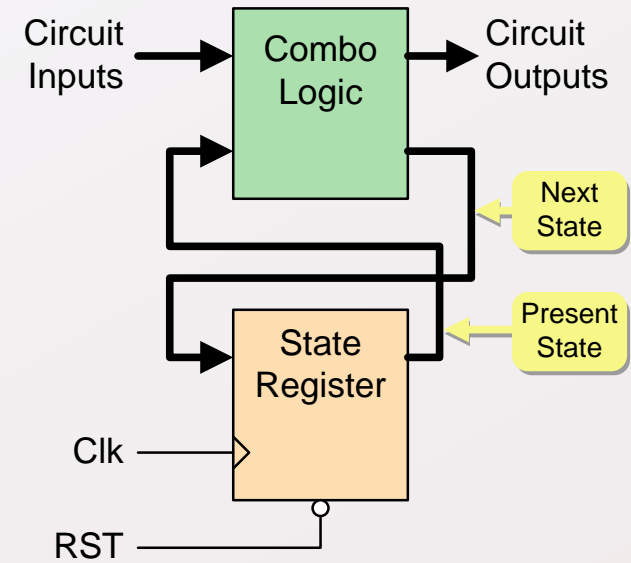 Circuit
Inputs
Combo
Logic
Circuit
Outputs
Next
State
Present
State
State
Register
Clk
RST